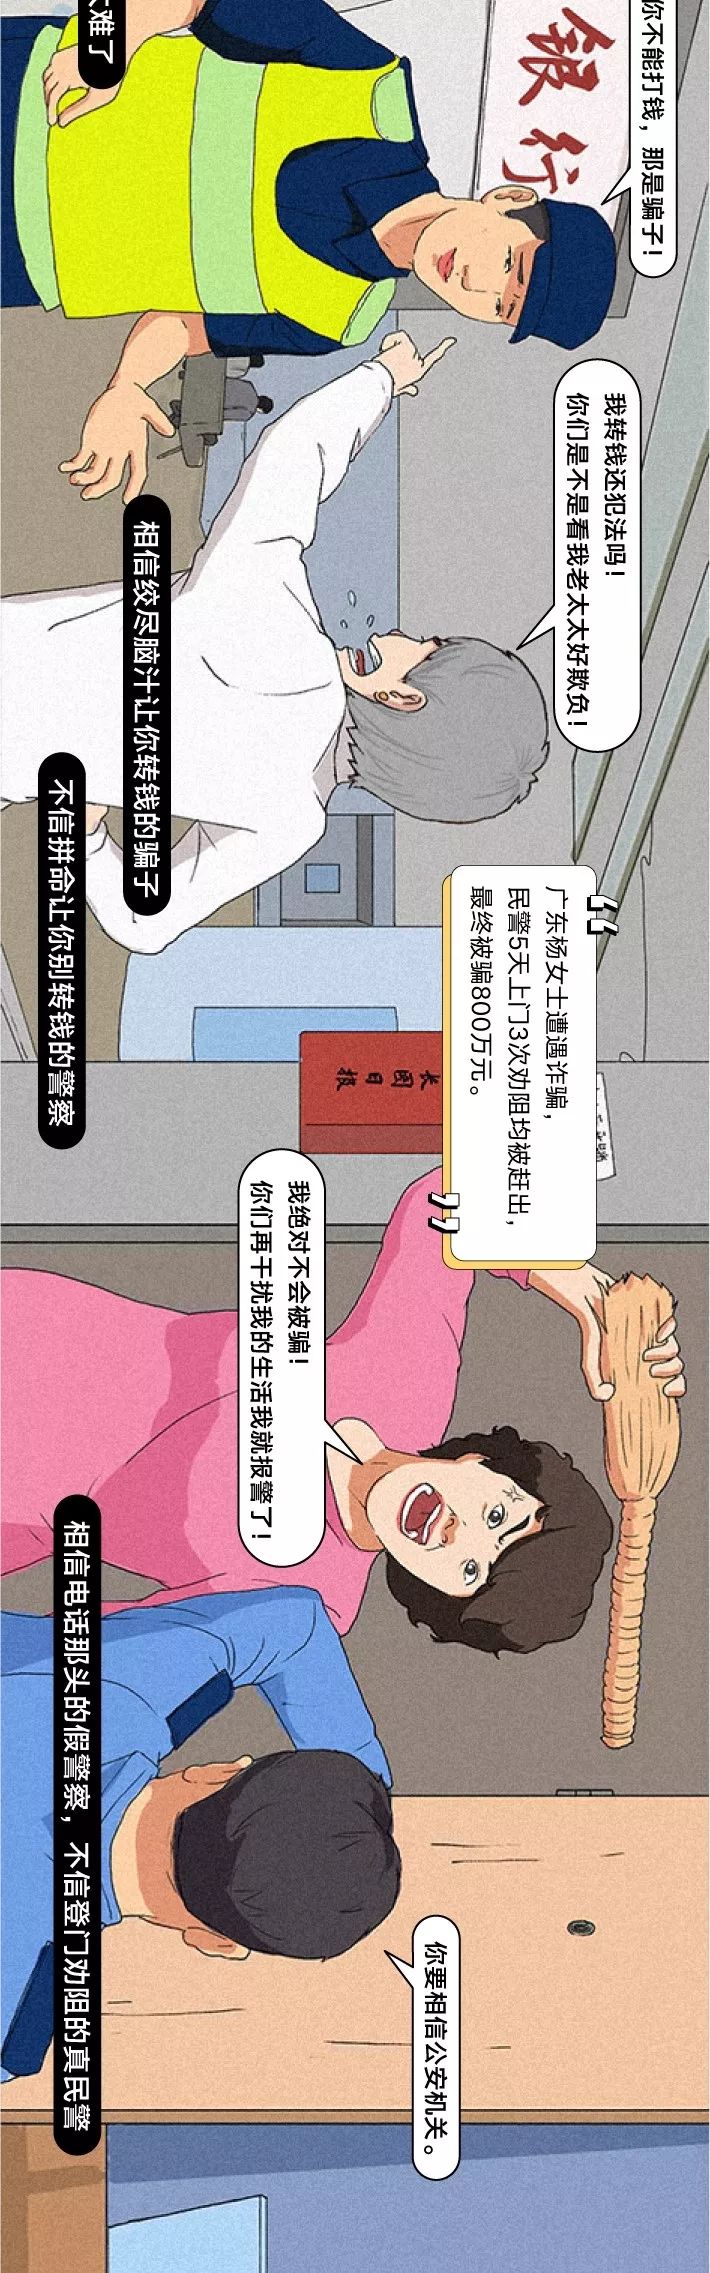 太难了
你不能打钱，那是骗子！
银行
我转钱还犯法吗！
你们是不是看我老太太好欺负！
相信绞尽脑汁让你转钱的骗子
不信拼命让你别转钱的警察
“
广东杨女士遭遇诈骗，
民警5天上门3次劝阻均被赶出，
最终被骗800万元。
”
我绝对不会被骗！
你们再干扰我的生活我就报警了！
你要相信公安机关。
相信电话那头的假警察，不信登门劝阻的真民警